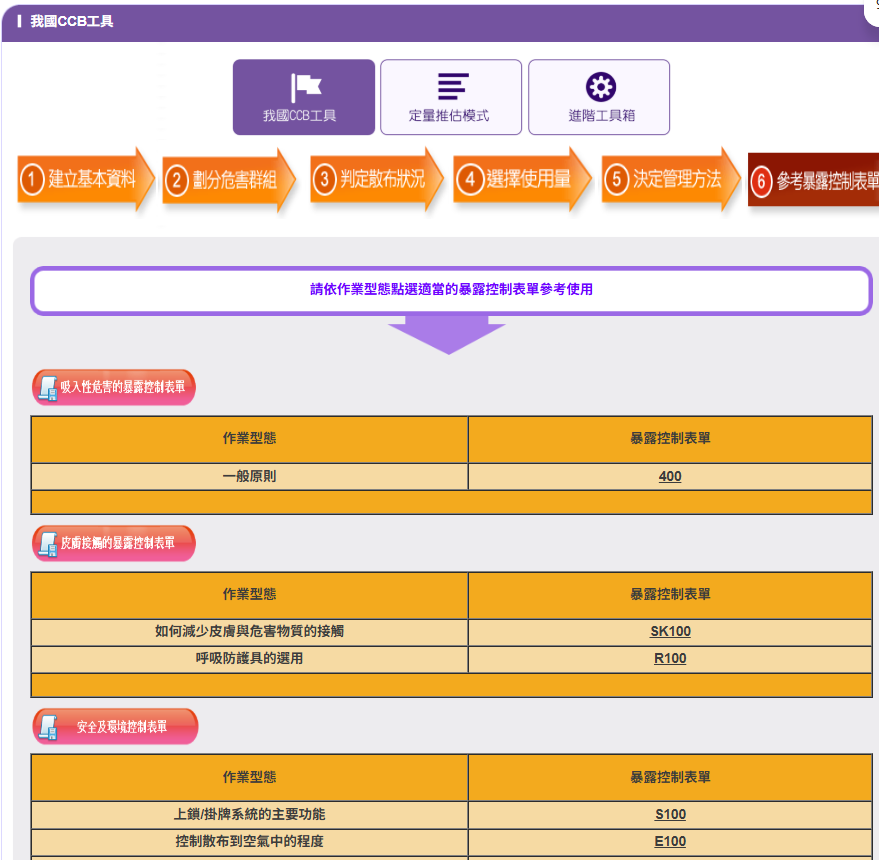 我國CCB工具
我國CCB工具
定量推估模式
進階工具箱
1 建立基本資料
2 劃分危害群組
3 判定散布狀況
4 選擇使用量
5 決定管理方法
6 參考暴露控制表單
請依作業型態點選適當的暴露控制表單參考使用
吸入性危害的暴露控制表單
作業型態 暴露控制表單
一般原則 400
皮膚接觸的暴露控制表單
作業型態 暴露控制表單
如何減少皮膚與危害物質的接觸 SK100
呼吸防護具的選用 R100
安全及環境控制表單
作業型態 暴露控制表單
上鎖/掛牌系統的主要功能 S100
控制散布到空氣中的程度 E100